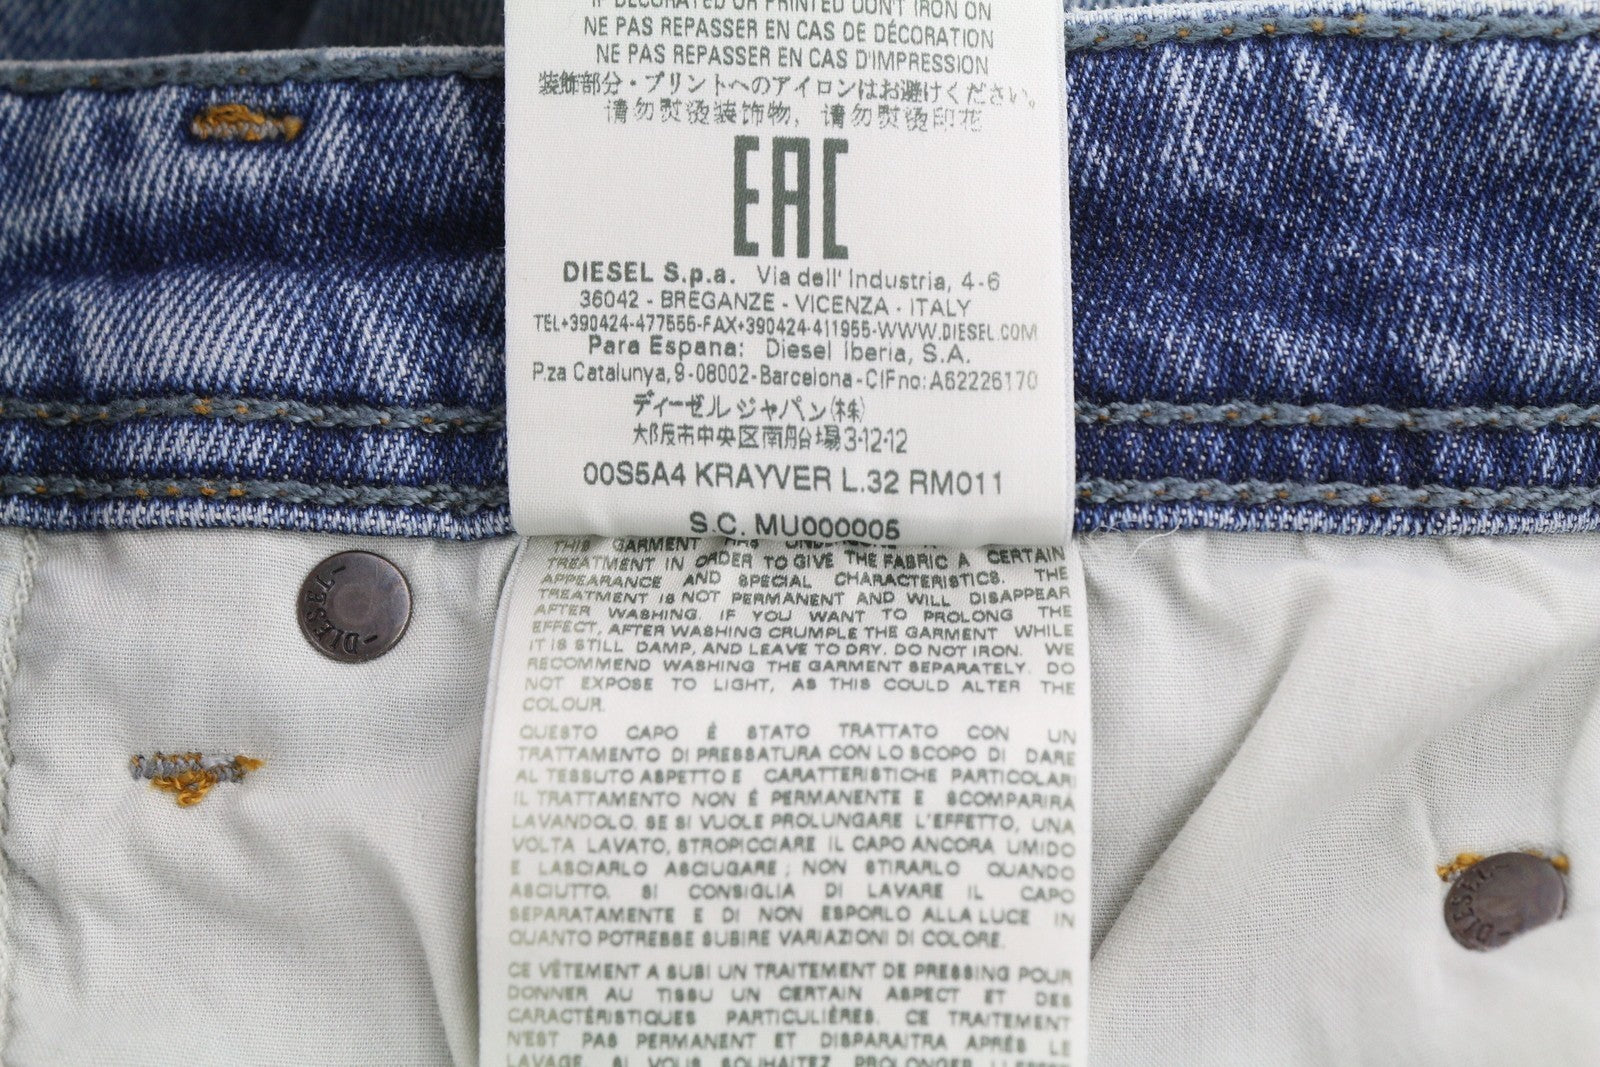 IF DECORATED OR PRINTED DON'T IRON ON
NE PAS REPASSER EN CAS DE DÉCORATION
NE PAS REPASSER EN CAS D'IMPRESSION
装飾部分・プリントへのアイロンはお避けください。
请勿熨烫装饰物，请勿熨烫印花
EAC
DIESEL S.p.a. Via dell' Industria, 4-6
36042 - BREGANZE - VICENZA - ITALY
TEL+390424-477555-FAX+390424-411955-WWW.DIESEL.COM
Para Espana: Diesel Iberia, S.A.
P.za Catalunya,9-08002-Barcelona-CIFno:A62226170
ディーゼルジャパン(株)
大阪市中央区南船台場3-12-12
00S5A4 KRAYVER L.32 RM011
S.C. MU000005
THIS GARMENT HAS UNDERGONE A
TREATMENT IN ORDER TO GIVE THE FABRIC A CERTAIN
APPEARANCE AND SPECIAL CHARACTERISTICS. THE
TREATMENT IS NOT PERMANENT AND WILL DISAPPEAR
AFTER WASHING. IF YOU WANT TO PROLONG THE
EFFECT, AFTER WASHING CRUMPLE THE GARMENT WHILE
IT IS STILL DAMP, AND LEAVE TO DRY. DO NOT IRON. WE
RECOMMEND WASHING THE GARMENT SEPARATELY. DO
NOT EXPOSE TO LIGHT, AS THIS COULD ALTER THE
COLOUR.
QUESTO CAPO É STATO TRATTATO CON UN
TRATTAMENTO DI PRESSATURA CON LO SCOPO DI DARE
AL TESSUTO ASPETTO E CARATTERISTICHE PARTICOLARI
IL TRATTAMENTO NON É PERMANENTE E SCOMPARIRÀ
LAVANDOLO. SE SI VUOLE PROLUNGARE L'EFFETTO, UNA
VOLTA LAVATO, STROPICCIARE IL CAPO ANCORA UMIDO
E LASCIARLO ASCIUGARE; NON STIRARLO QUANDO
ASCIUTTO. SI CONSIGLIA DI LAVARE IL CAPO
SEPARATAMENTE E DI NON ESPORLO ALLA LUCE IN
QUANTO POTREBBE SUBIRE VARIAZIONI DI COLORE.
CE VÊTEMENT A SUBI UN TRAITEMENT DE PRESSING POUR
DONNER AU TISSU UN CERTAIN ASPECT ET DES
CARACTÉRISTIQUES PARTICULIÈRES. CE TRAITEMENT
N'EST PAS PERMANENT ET DISPARAITRA APRÈS LE
LAVAGE. SI VOUS SOUHAITEZ PROLONGER L'EFFET
-DIESEL-
-DIESEL-